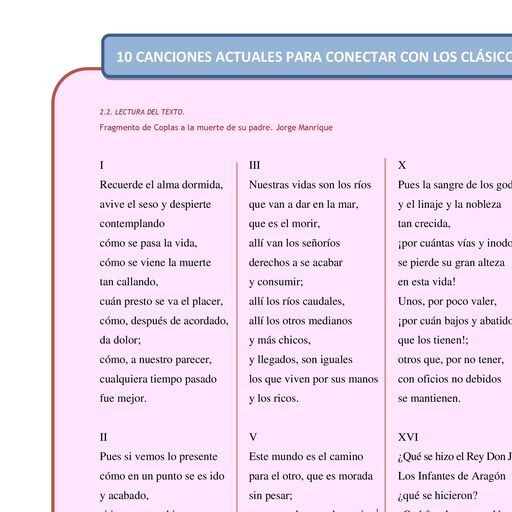 10 CANCIONES ACTUALES PARA CONECTAR CON LOS
2.2. LECTURA DEL TEXTO.
Fragmento de Coplas a la muerte de su padre. Jorge Manrique
I
Recuerde el alma dormida,
avive el seso y despierte
contemplando
cómo se pasa la vida,
cómo se viene la muerte
tan callando,
cuán presto se va el placer,
cómo, después de acordado,
da dolor;
cómo, a nuestro parecer,
cualquiera tiempo pasado
fue mejor.
II
Pues si vemos lo presente
cómo en un punto se es ido
y acabado,
III
Nuestras vidas son los ríos
que van a dar en la mar,
que es el morir,
allí van los señoríos
derechos a se acabar
y consumir;
allí los ríos caudales,
allí los otros medianos
y más chicos,
y llegados, son iguales
los que viven por sus manos
y los ricos.
V
Este mundo es el camino
para el otro, que es morada
sin pesar;
X
Pues la sangre de los
y el linaje y la nobleza
tan crecida,
¡por cuántas vías y
se pierde su gran alteza
en esta vida!
Unos, por poco valer,
¡por cuán bajos y
que los tienen!;
otros que, por no tener,
con oficios no debidos
se mantienen.
XVI
¿Qué se hizo el Rey Don
Los Infantes de Aragón
¿qué se hicieron?